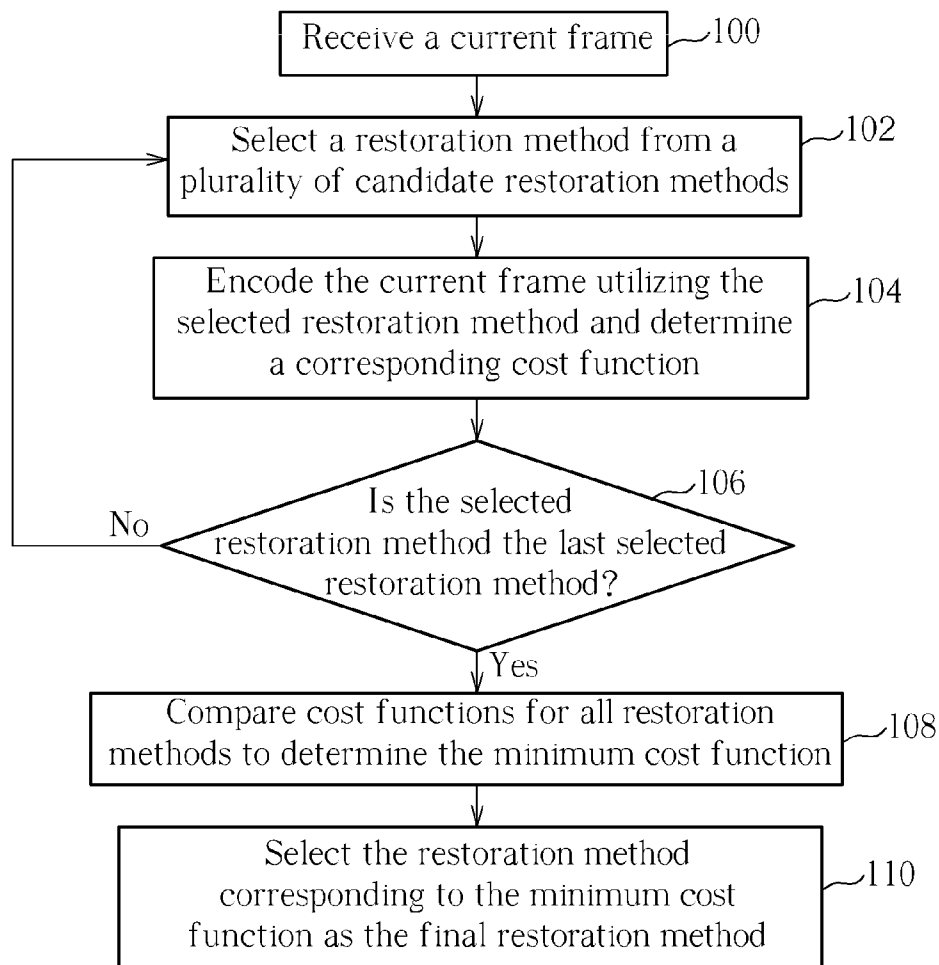 Receive a current frame
100
Select a restoration method from a
plurality of candidate restoration methods
102
Encode the current frame utilizing the
selected restoration method and determine
a corresponding cost function
104
Is the selected
restoration method the last selected
restoration method?
106
No
Yes
Compare cost functions for all restoration
methods to determine the minimum cost function
108
Select the restoration method
corresponding to the minimum cost
function as the final restoration method
110